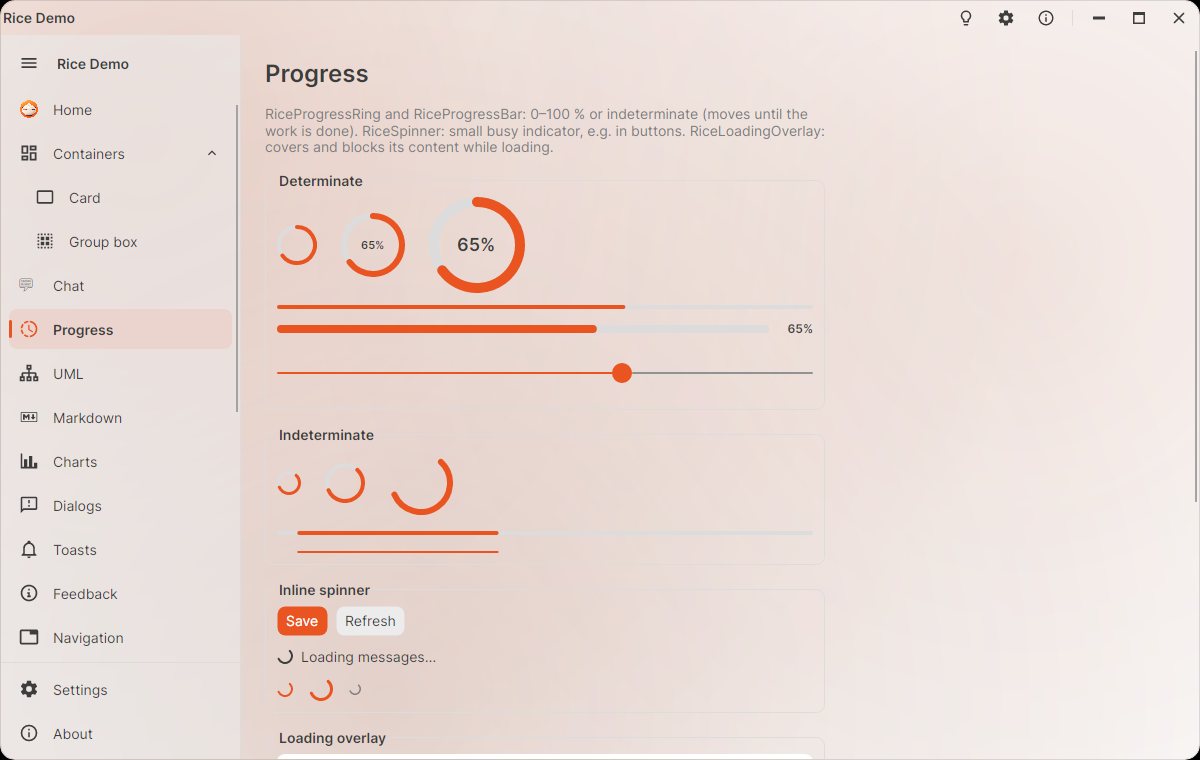 Rice Demo
Rice Demo
Home
Containers
Card
Group box
Chat
Progress
UML
Markdown
Charts
Dialogs
Toasts
Feedback
Navigation
Settings
About
Progress
RiceProgressRing and RiceProgressBar: 0–100 % or indeterminate (moves until the
work is done). RiceSpinner: small busy indicator, e.g. in buttons. RiceLoadingOverlay:
covers and blocks its content while loading.
Determinate
65%
65%
65%
Indeterminate
Inline spinner
Save
Refresh
Loading messages...
Loading overlay